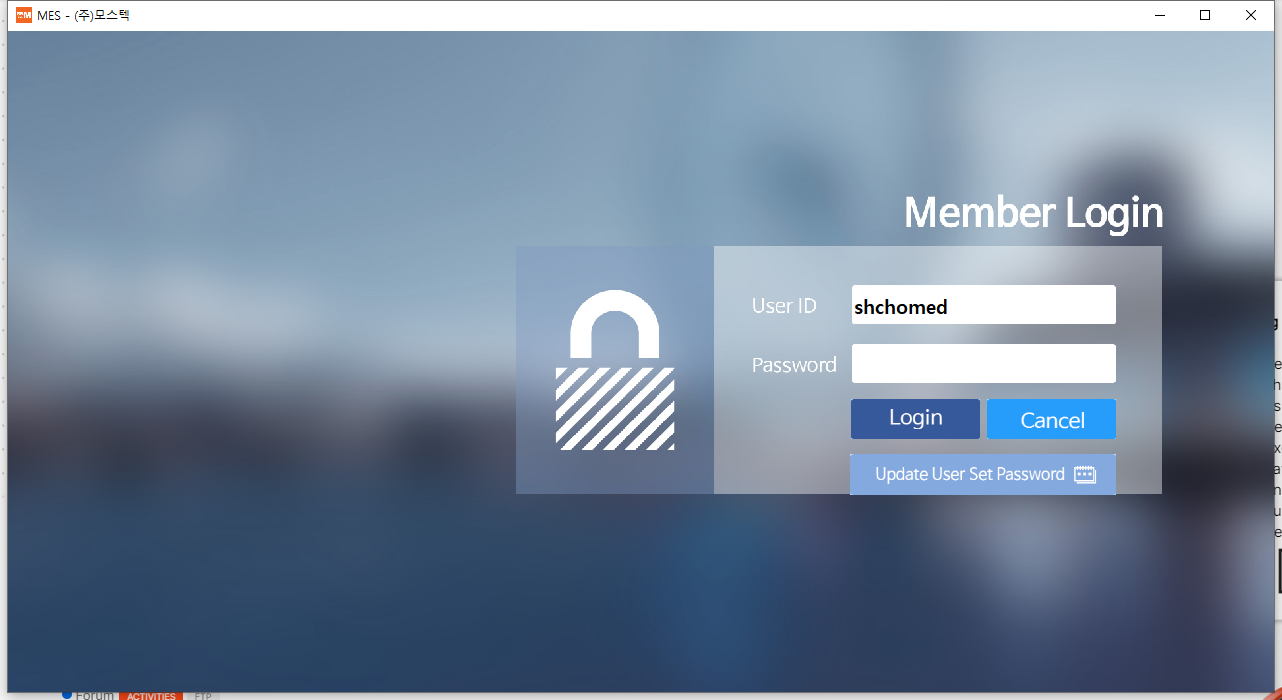 MES - (주)모스텍
Member Login
User ID
shchomed
Password
Login
Cancel
Update User Set Password
Forum
ACTIVITIES
FTP